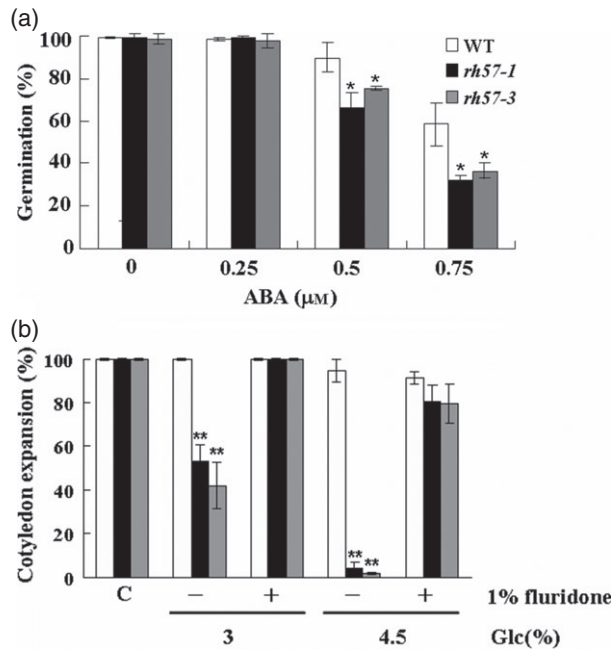 (a)
Germination (%)
100
80
60
40
20
0
WT
rh57-1
rh57-3
* *
* *
0 0.25 0.5 0.75
ABA (μM)
(b)
Cotyledon expansion (%)
100
80
60
40
20
0
** **
** **
C − + − + 1% fluridone
3 4.5 Glc(%)